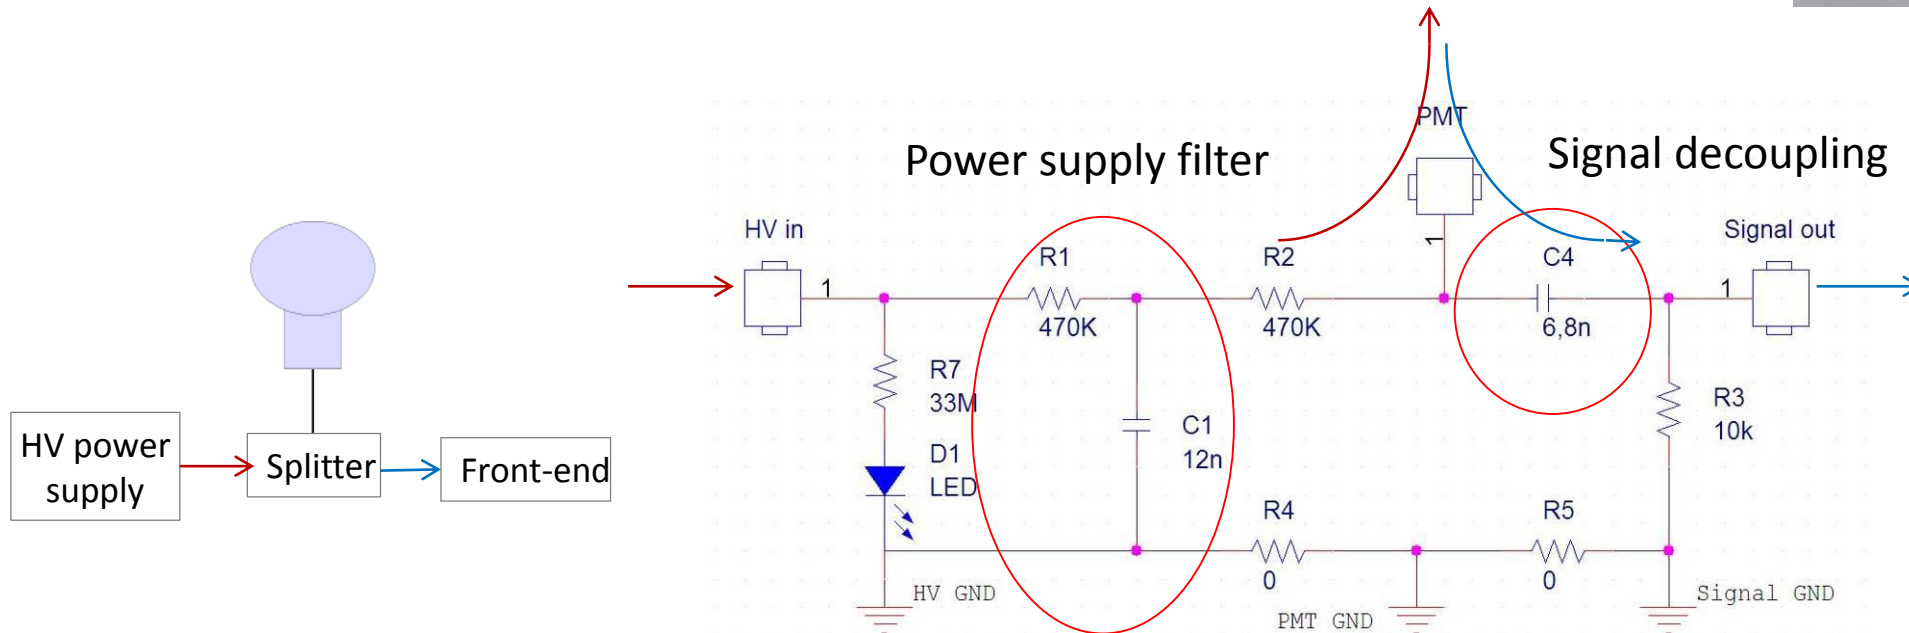 PMT
Power supply filter
Signal decoupling
HV in
1
R1
470K
R2
470K
1
C4
6,8n
Signal out
1
R7
33M
D1
LED
C1
12n
R3
10k
HV power
supply
Splitter
Front-end
R4
0
R5
0
HV GND
PMT GND
Signal GND